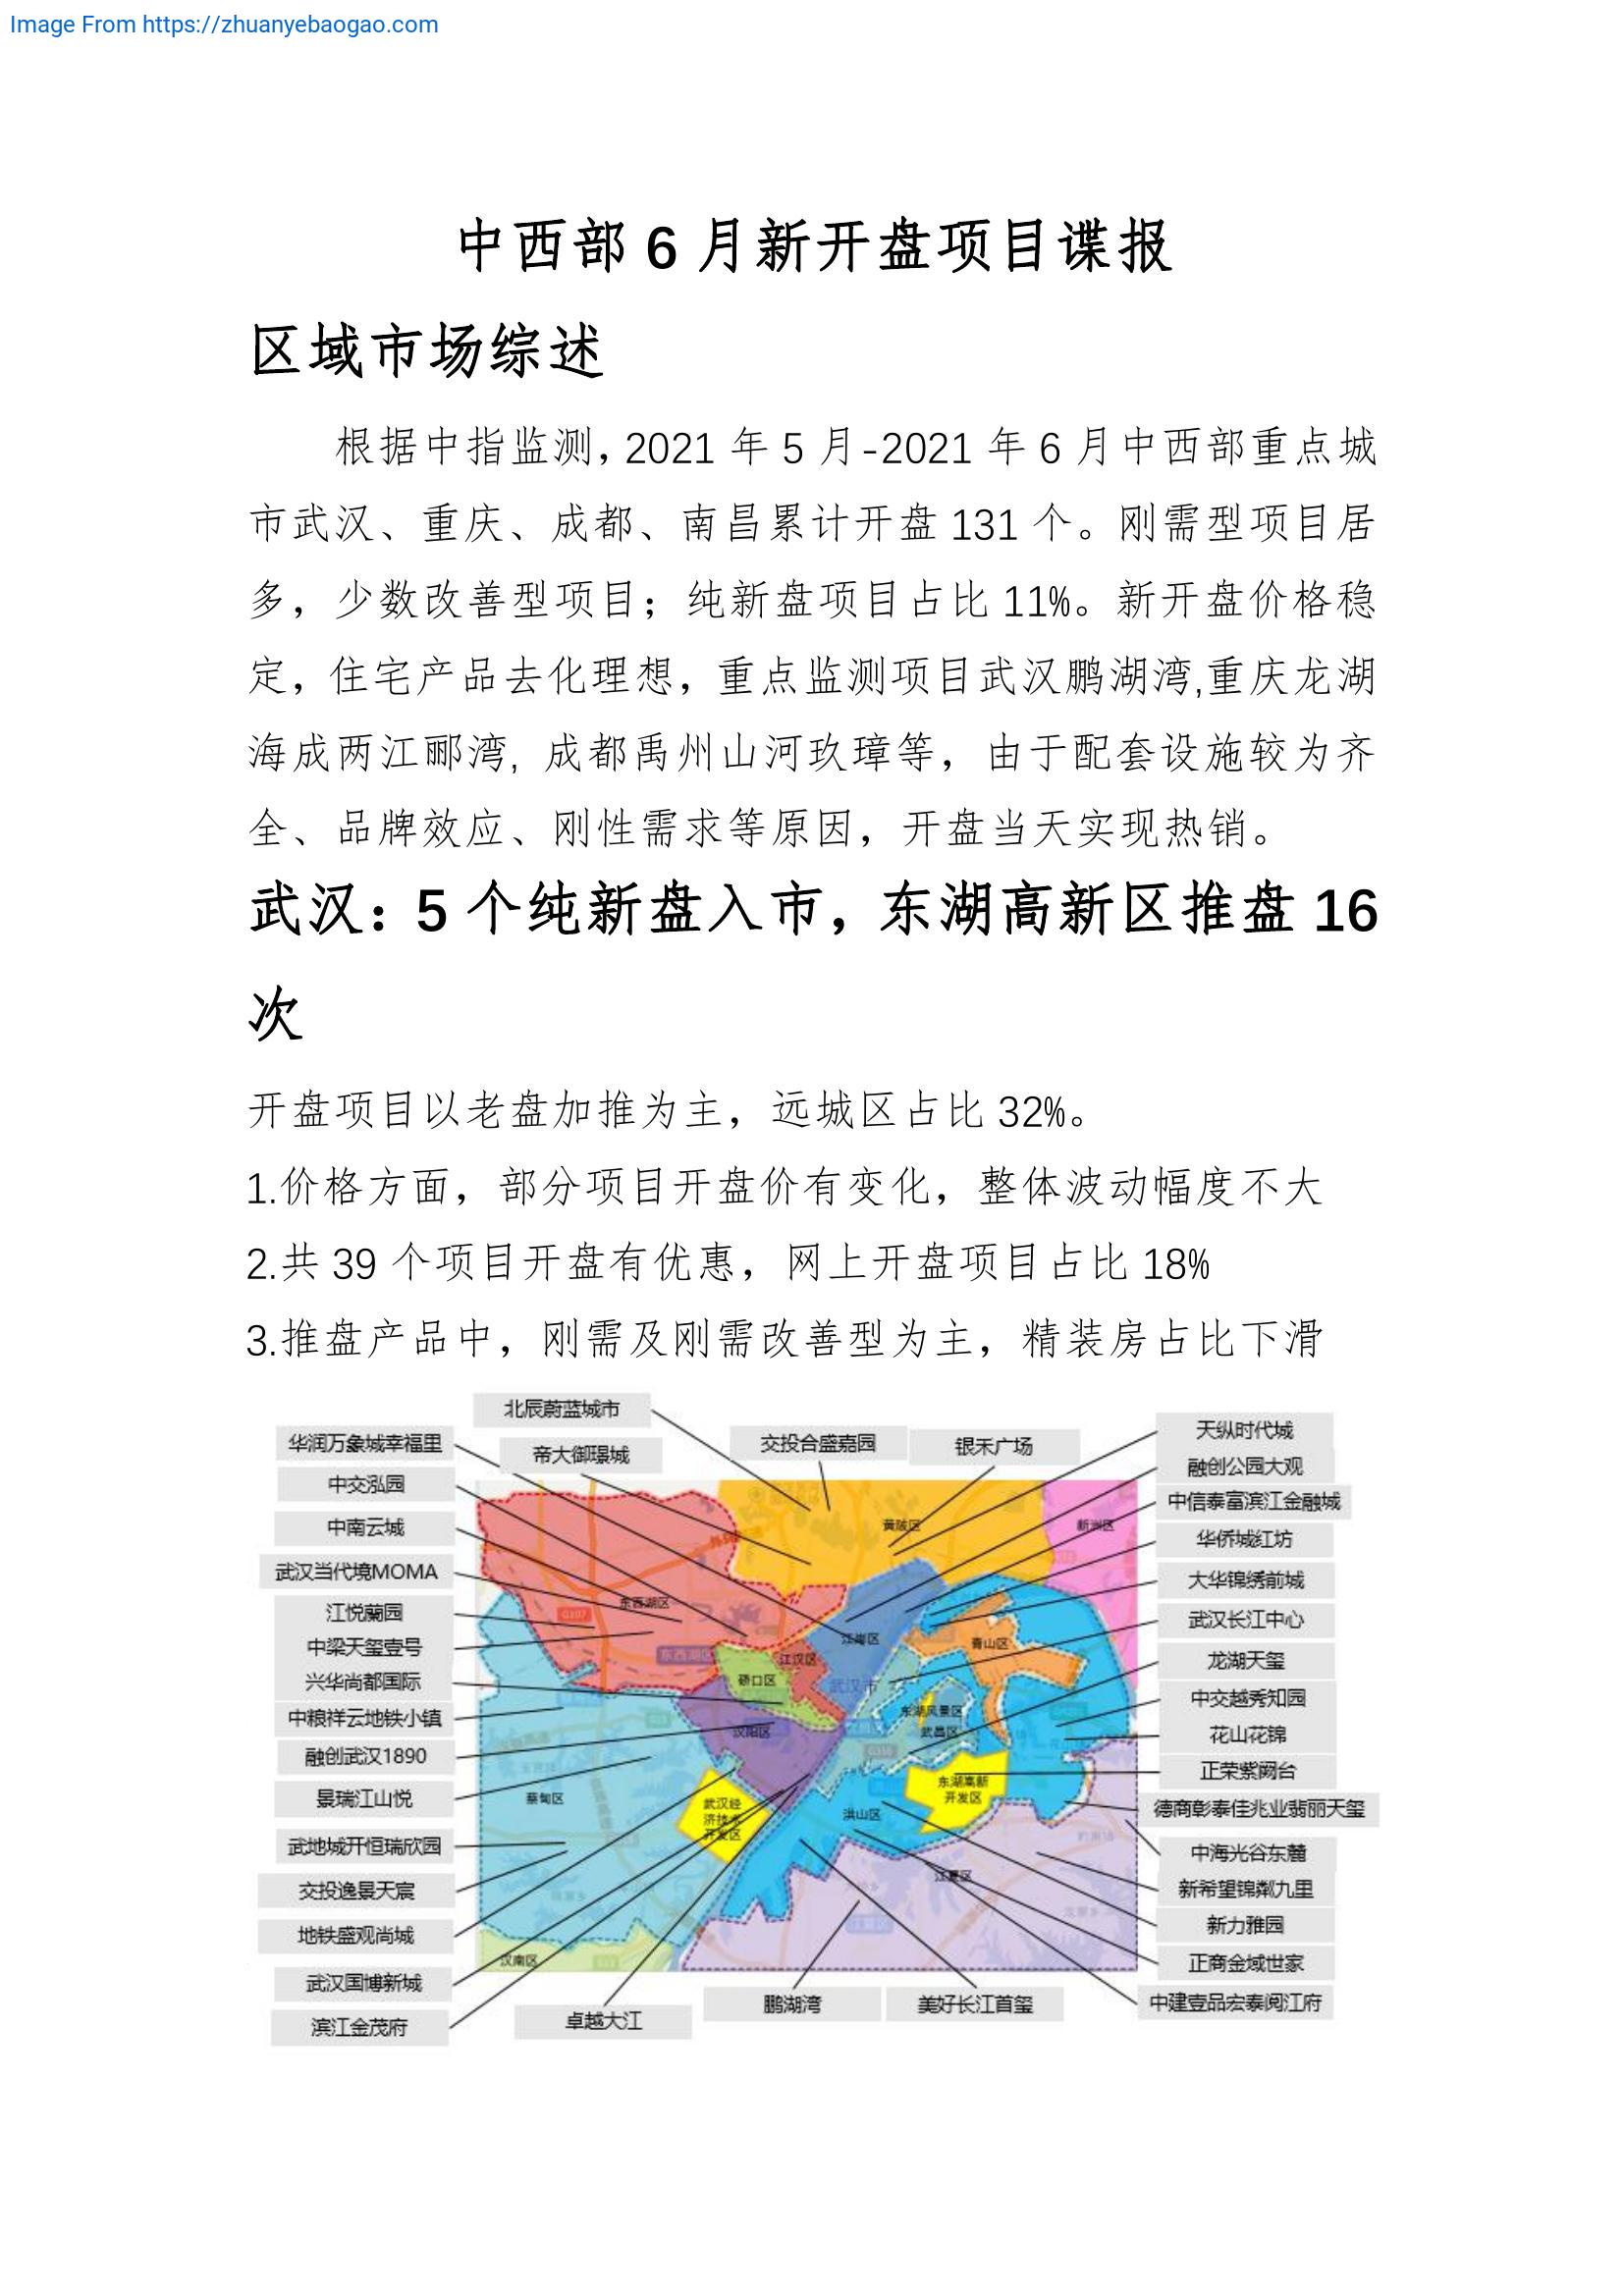 Image From https://zhuanyebaogao.com
中西部 6 月新开盘项目谍报
区域市场综述
根据中指监测，2021 年 5 月-2021 年 6 月中西部重点城
市武汉、重庆、成都、南昌累计开盘 131 个。刚需型项目居
多，少数改善型项目；纯新盘项目占比 11%。新开盘价格稳
定，住宅产品去化理想，重点监测项目武汉鹏湖湾,重庆龙湖
海成两江郦湾, 成都禹州山河玖璋等，由于配套设施较为齐
全、品牌效应、刚性需求等原因，开盘当天实现热销。
武汉：5 个纯新盘入市，东湖高新区推盘 16
次
开盘项目以老盘加推为主，远城区占比 32%。
1.价格方面，部分项目开盘价有变化，整体波动幅度不大
2.共 39 个项目开盘有优惠，网上开盘项目占比 18%
3.推盘产品中，刚需及刚需改善型为主，精装房占比下滑
北辰蔚蓝城市
华润万象城幸福里
帝大御璟城
交投合盛嘉园
银禾广场
天纵时代城
融创公园大观
中交泓园
中信泰富滨江金融城
中南云城
华侨城红坊
武汉当代境MOMA
大华锦绣前城
江悦蘭园
武汉长江中心
中梁天玺壹号
龙湖天玺
兴华尚都国际
中交越秀知园
中粮祥云地铁小镇
花山花锦
融创武汉1890
正荣紫阙台
景瑞江山悦
德商彰泰佳兆业翡丽天玺
武地城开恒瑞欣园
中海光谷东麓
交投逸景天宸
新希望锦粼九里
地铁盛观尚城
新力雅园
武汉国博新城
正商金域世家
滨江金茂府
卓越大江
鹏湖湾
美好长江首玺
中建壹品宏泰阅江府
黄陂区
新洲区
东西湖区
江岸区
江汉区
青山区
硚口区
武汉市
东湖风景区
武昌区
汉阳区
东湖高新
开发区
蔡甸区
武汉经
济技术
开发区
洪山区
江夏区
汉南区